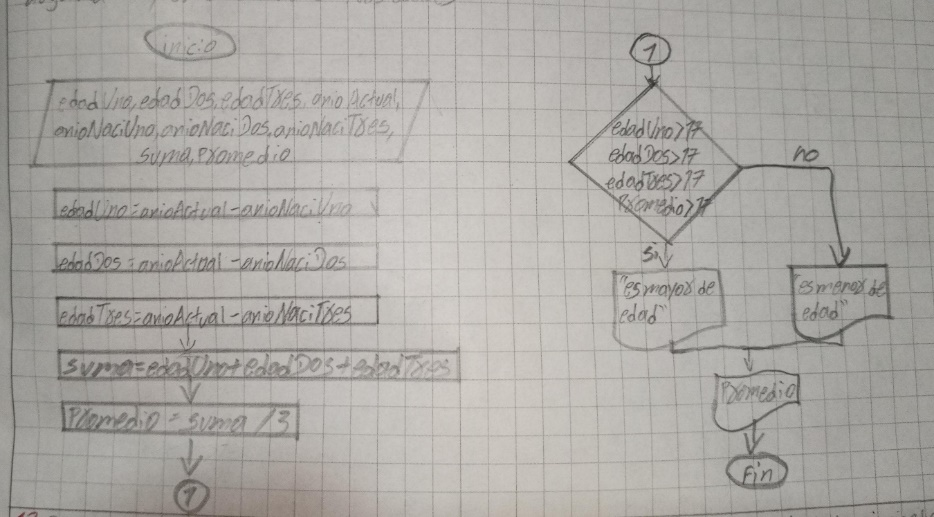 inicio
edadUno, edadDos, edadTres, anioActual,
anioNaciUno, anioNaciDos, anioNaciTres,
suma, Promedio
edadUno = anioActual - anioNaciUno
edadDos = anioActual - anioNaciDos
edadTres = anioActual - anioNaciTres
suma = edadUno + edadDos + edadTres
Promedio = suma / 3
1
1
edadUno > 17
edadDos > 17
edadTres > 17
Promedio > 17
no
si
"es mayor de
edad"
"es menor de
edad"
Promedio
Fin